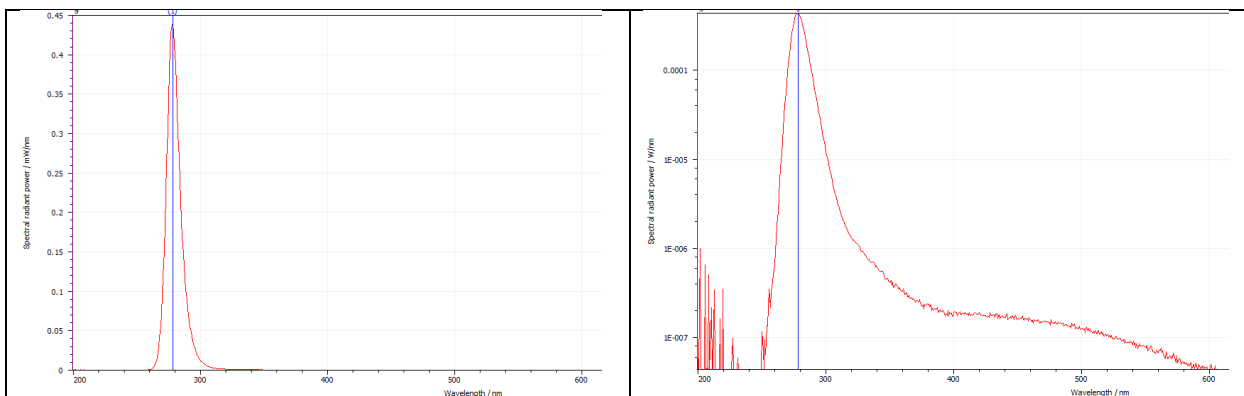 0.45
0.4
0.35
0.3
0.25
0.2
0.15
0.1
0.05
0
Spectral radiant power / mW/nm
200 300 400 500 600
Wavelength / nm
0.0001
1E-005
1E-006
1E-007
Spectral radiant power / W/nm
200 300 400 500 600
Wavelength / nm